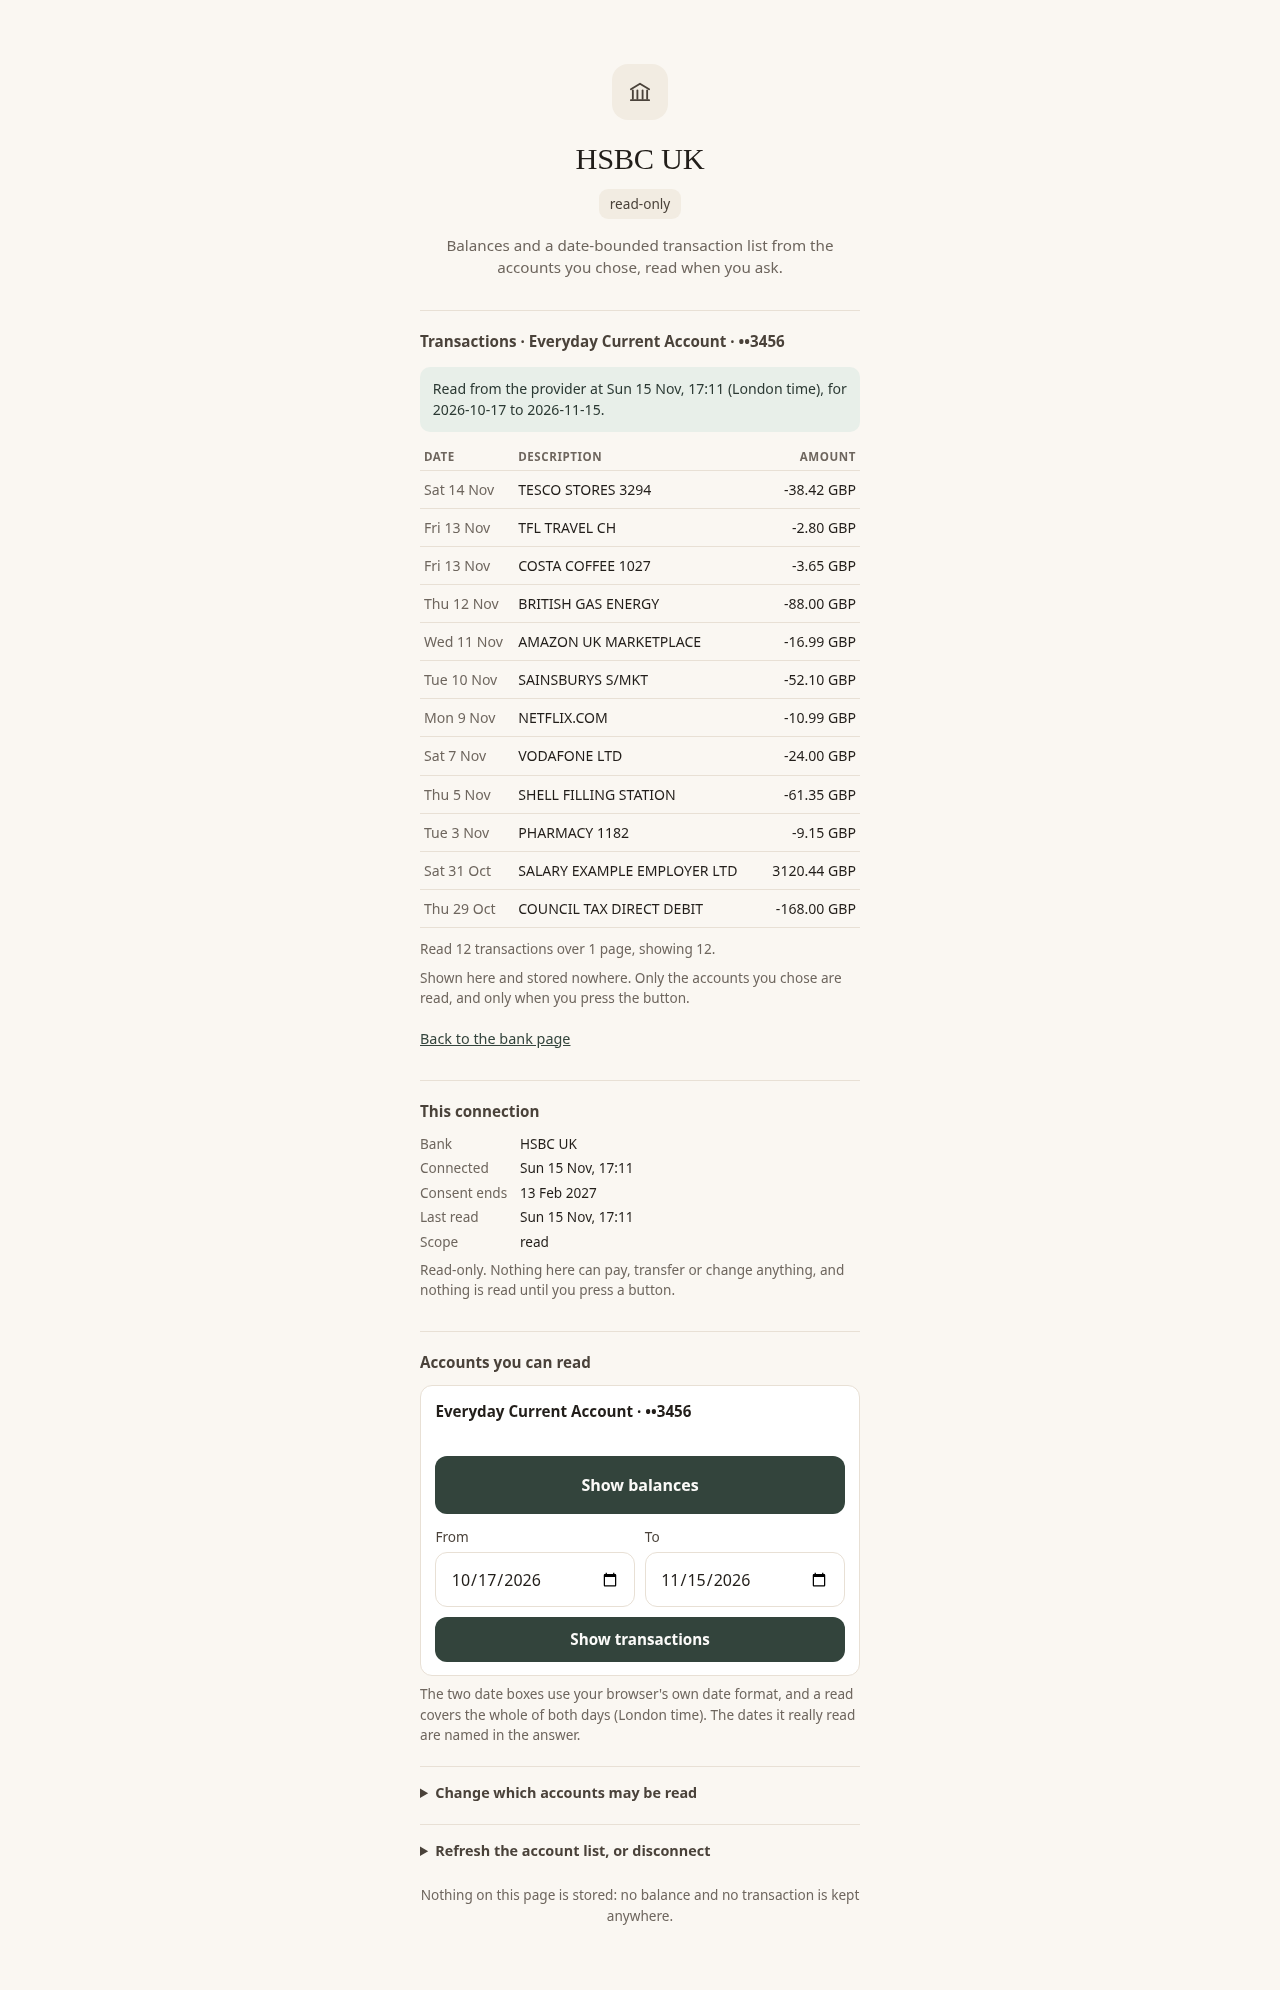 HSBC UK
read-only
Balances and a date-bounded transaction list from the
accounts you chose, read when you ask.
Transactions · Everyday Current Account · ••3456
Read from the provider at Sun 15 Nov, 17:11 (London time), for
2026-10-17 to 2026-11-15.
DATE DESCRIPTION AMOUNT
Sat 14 Nov TESCO STORES 3294 -38.42 GBP
Fri 13 Nov TFL TRAVEL CH -2.80 GBP
Fri 13 Nov COSTA COFFEE 1027 -3.65 GBP
Thu 12 Nov BRITISH GAS ENERGY -88.00 GBP
Wed 11 Nov AMAZON UK MARKETPLACE -16.99 GBP
Tue 10 Nov SAINSBURYS S/MKT -52.10 GBP
Mon 9 Nov NETFLIX.COM -10.99 GBP
Sat 7 Nov VODAFONE LTD -24.00 GBP
Thu 5 Nov SHELL FILLING STATION -61.35 GBP
Tue 3 Nov PHARMACY 1182 -9.15 GBP
Sat 31 Oct SALARY EXAMPLE EMPLOYER LTD 3120.44 GBP
Thu 29 Oct COUNCIL TAX DIRECT DEBIT -168.00 GBP
Read 12 transactions over 1 page, showing 12.
Shown here and stored nowhere. Only the accounts you chose are
read, and only when you press the button.
Back to the bank page
This connection
Bank HSBC UK
Connected Sun 15 Nov, 17:11
Consent ends 13 Feb 2027
Last read Sun 15 Nov, 17:11
Scope read
Read-only. Nothing here can pay, transfer or change anything, and
nothing is read until you press a button.
Accounts you can read
Everyday Current Account · ••3456
Show balances
From To
10/17/2026 11/15/2026
Show transactions
The two date boxes use your browser's own date format, and a read
covers the whole of both days (London time). The dates it really read
are named in the answer.
Change which accounts may be read
Refresh the account list, or disconnect
Nothing on this page is stored: no balance and no transaction is kept
anywhere.